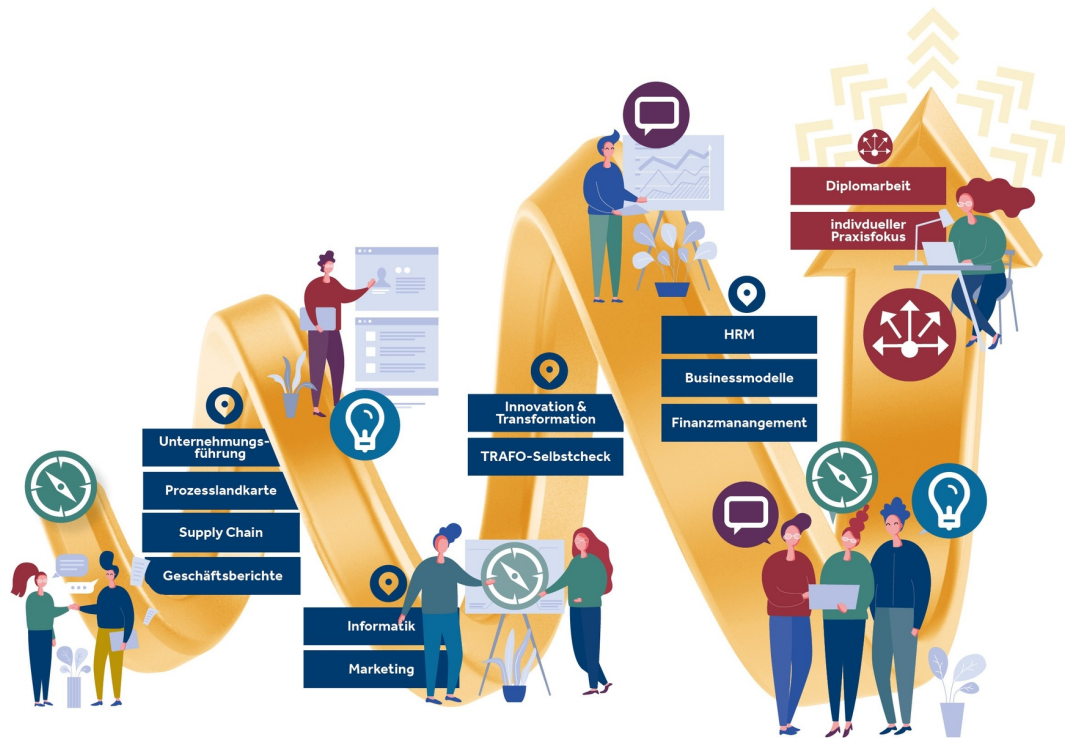 Unternehmungs-
führung
Prozesslandkarte
Supply Chain
Geschäftsberichte
Informatik
Marketing
Innovation &
Transformation
TRAFO-Selbstcheck
HRM
Businessmodelle
Finanzmanangement
Diplomarbeit
indivdueller
Praxisfokus